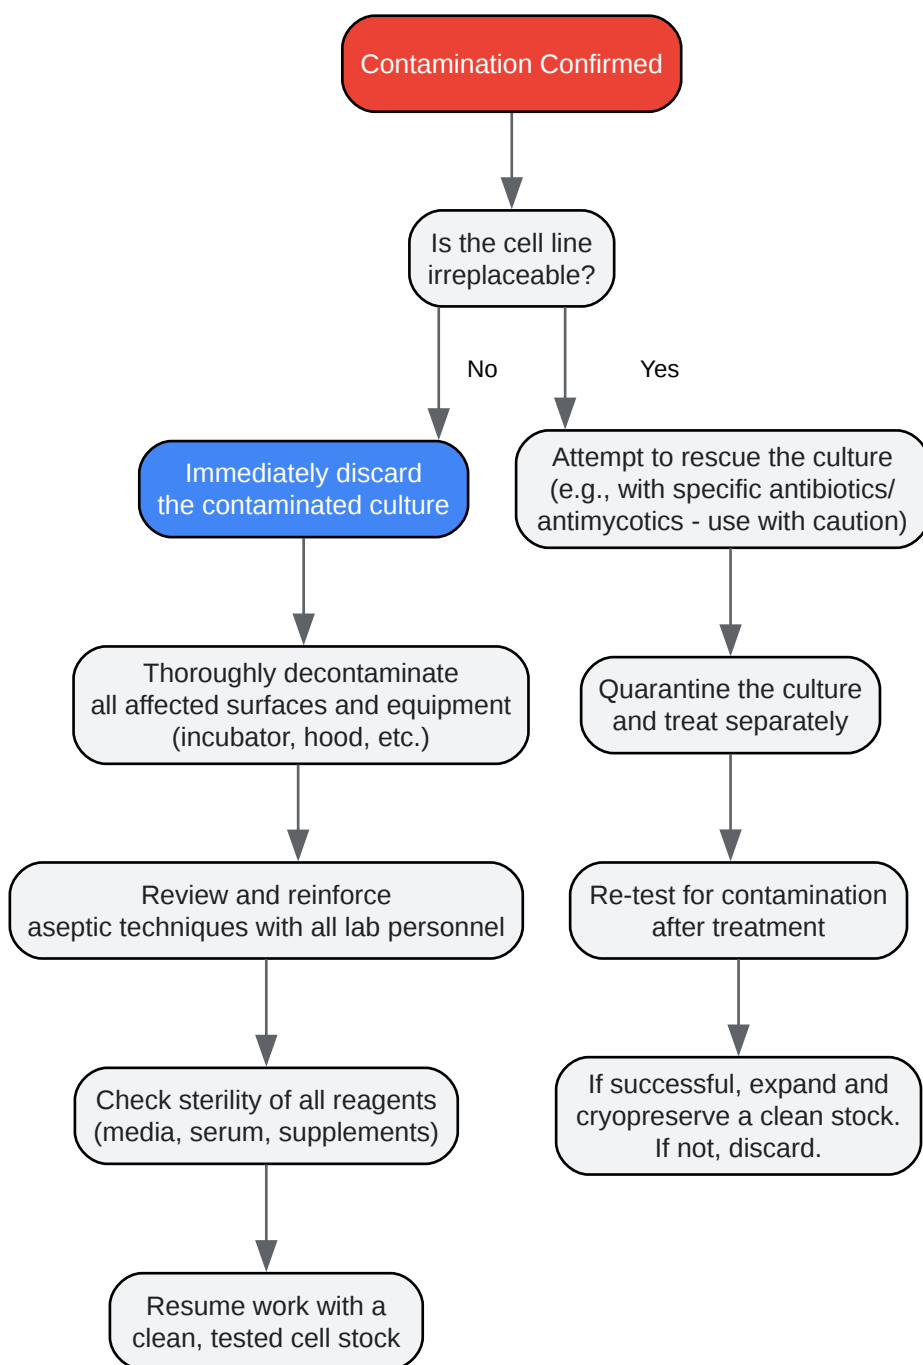 Contamination Confirmed
Is the cell line
irreplaceable?
No
Yes
Immediately discard
the contaminated culture
Attempt to rescue the culture
(e.g., with specific antibiotics/
antimycotics - use with caution)
Thoroughly decontaminate
all affected surfaces and equipment
(incubator, hood, etc.)
Quarantine the culture
and treat separately
Review and reinforce
aseptic techniques with all lab personnel
Re-test for contamination
after treatment
Check sterility of all reagents
(media, serum, supplements)
If successful, expand and
cryopreserve a clean stock.
If not, discard.
Resume work with a
clean, tested cell stock